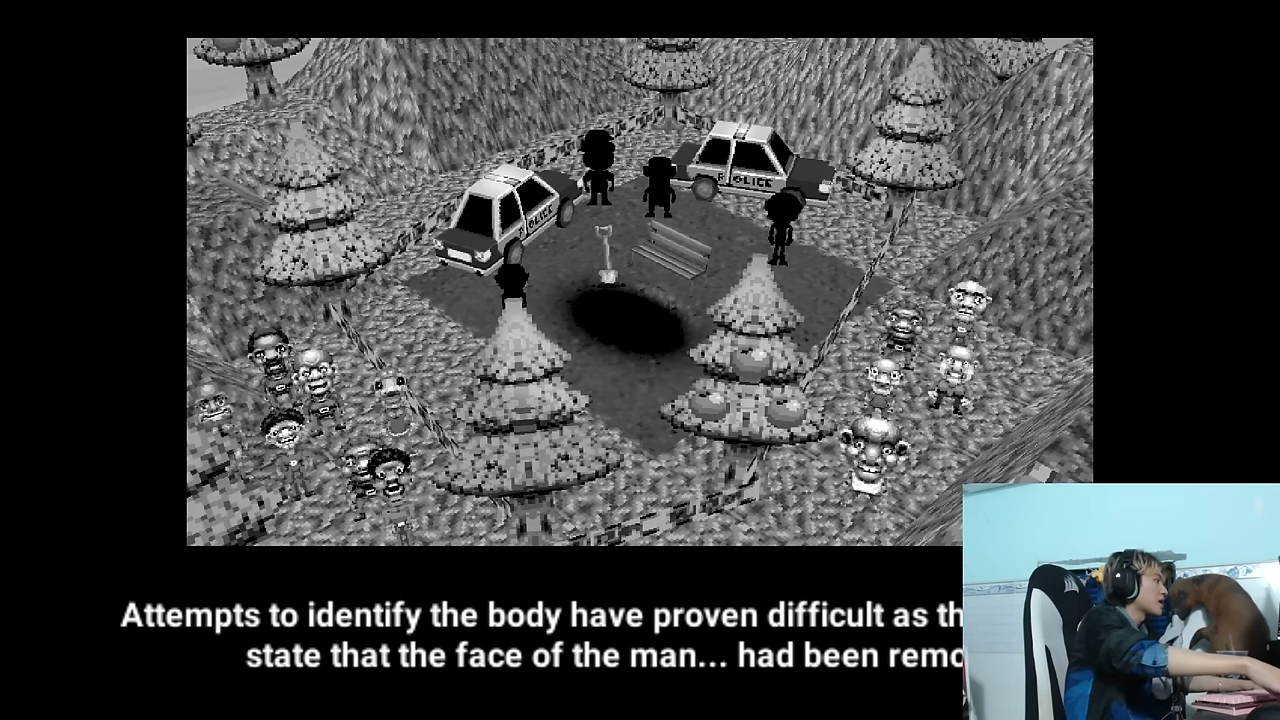 POLICE
POLICE
Attempts to identify the body have proven difficult as th
state that the face of the man... had been remo